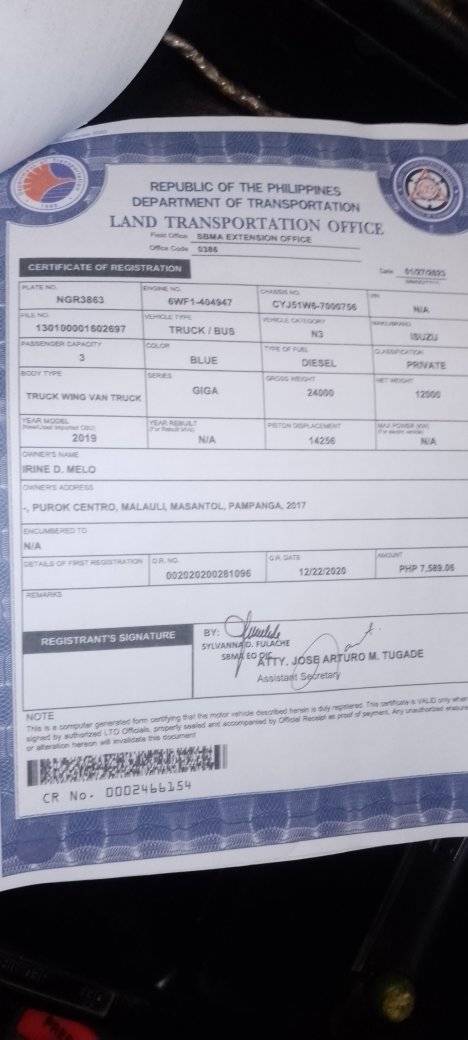 REPUBLIC OF THE PHILIPPINES
DEPARTMENT OF TRANSPORTATION
LAND TRANSPORTATION OFFICE
Field Office SBMA EXTENSION OFFICE
Office Code 0386
CERTIFICATE OF REGISTRATION
Date 01/27/2023
PLATE NO. ENGINE NO. CHASSIS NO.
NGR3863 6WF1-404947 CYJ51W6-7000756 N/A
FILE NO. VEHICLE TYPE VEHICLE CATEGORY
130100001602697 TRUCK / BUS N3 ISUZU
PASSENGER CAPACITY COLOR TYPE OF FUEL CLASSIFICATION
3 BLUE DIESEL PRIVATE
BODY TYPE SERIES GROSS WEIGHT NET WEIGHT
TRUCK WING VAN TRUCK GIGA 24000 12000
YEAR MODEL YEAR REBUILT PISTON DISPLACEMENT MAX POWER (KW)
2019 N/A 14256 N/A
OWNER'S NAME
IRINE D. MELO
OWNER'S ADDRESS
-, PUROK CENTRO, MALAULI, MASANTOL, PAMPANGA, 2017
ENCUMBERED TO
N/A
DETAILS OF FIRST REGISTRATION O.R. NO. O.R. DATE AMOUNT
002020200281096 12/22/2020 PHP 7,589.06
REMARKS
REGISTRANT'S SIGNATURE
BY:
SYLVANNA D. FULACHE
SBMA EO OIC
ATTY. JOSE ARTURO M. TUGADE
Assistant Secretary
NOTE
This is a computer generated form certifying that the motor vehicle described herein is duly registered. This certificate is VALID only when
signed by authorized LTO Officials, properly sealed and accompanied by Official Receipt as proof of payment. Any unauthorized erasure
or alteration hereon will invalidate this document
CR No. 0002466154